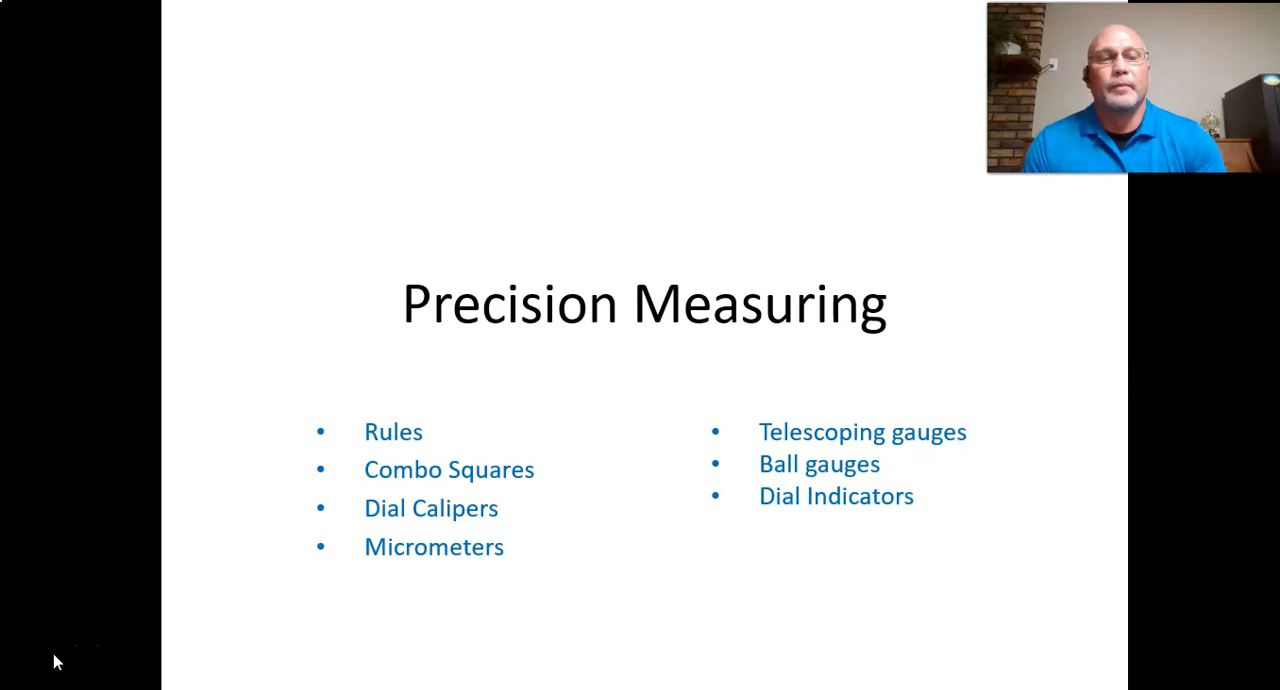 Precision Measuring
• Rules
• Combo Squares
• Dial Calipers
• Micrometers
• Telescoping gauges
• Ball gauges
• Dial Indicators